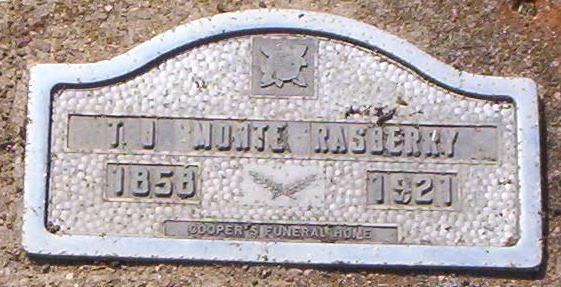 T. J MONTE RASBERRY
1858 1921
COOPER'S FUNERAL HOME